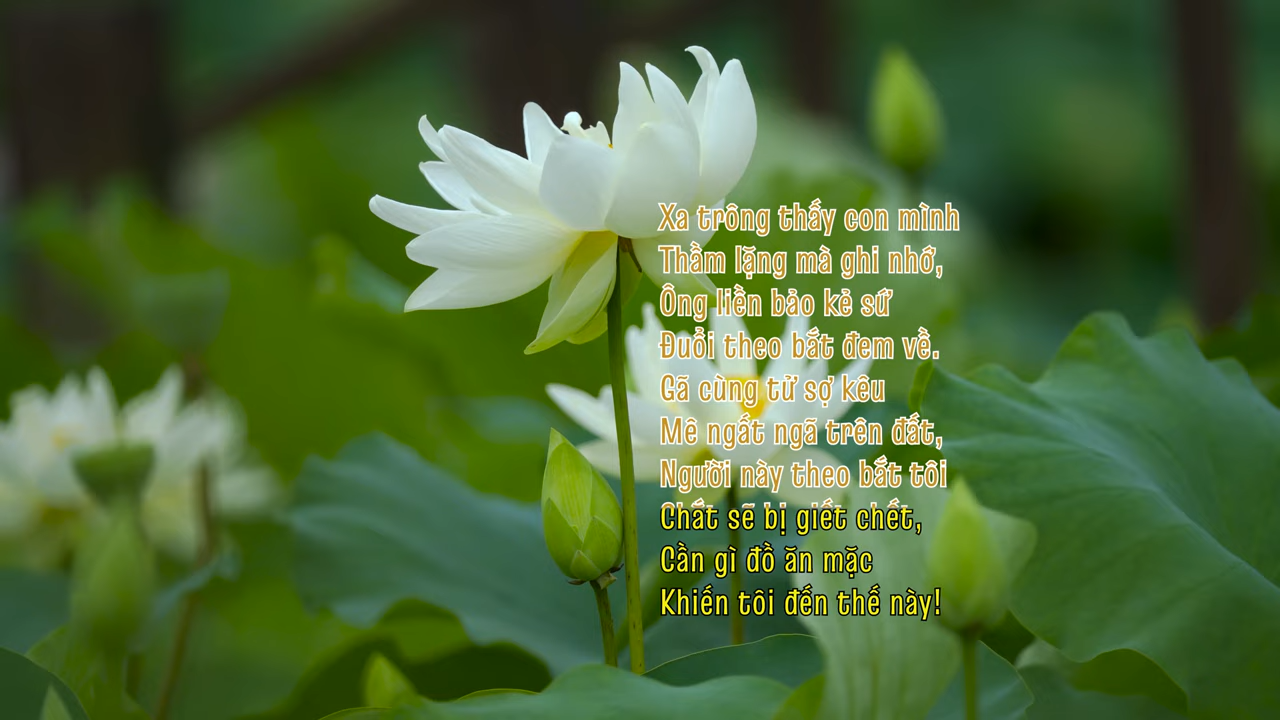 Xa trông thấy con mình
Thầm lặng mà ghi nhớ,
Ông liền bảo kẻ sứ
Đuổi theo bắt đem về.
Gã cùng tử sợ kêu
Mê ngất ngã trên đất,
Người này theo bắt tôi
Chắt sẽ bị giết chết,
Cần gì đồ ăn mặc
Khiến tôi đến thế này!